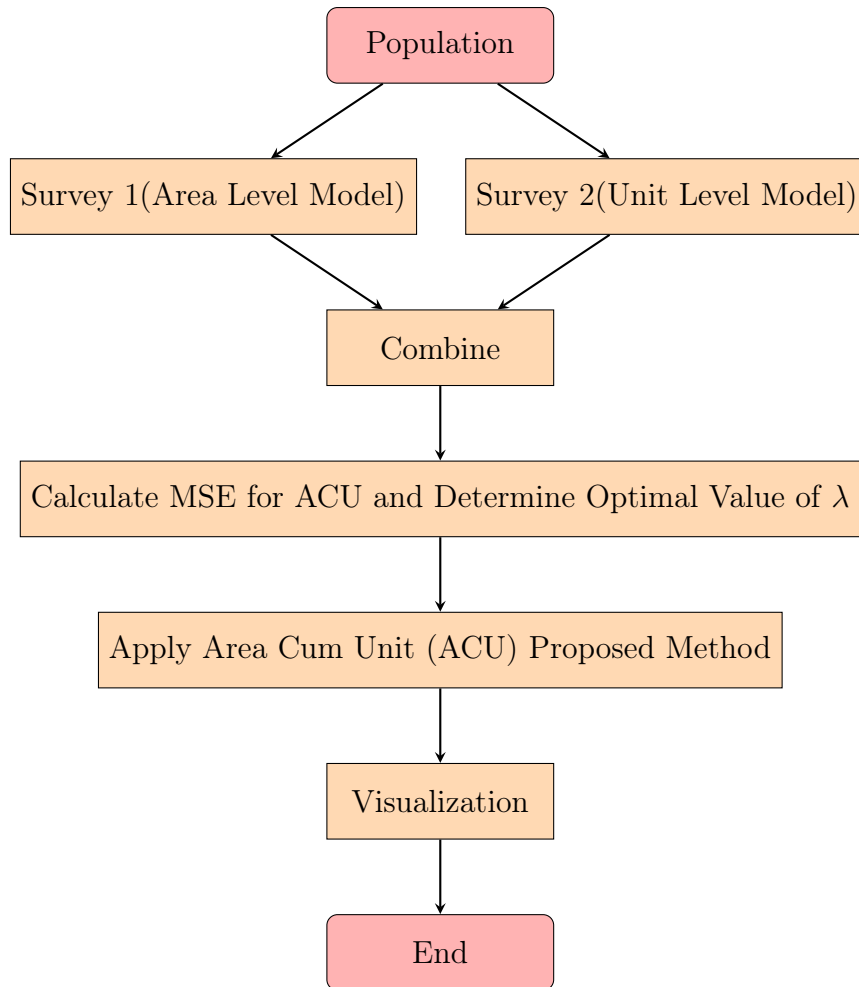 Population
Survey 1(Area Level Model)
Survey 2(Unit Level Model)
Combine
Calculate MSE for ACU and Determine Optimal Value of λ
Apply Area Cum Unit (ACU) Proposed Method
Visualization
End